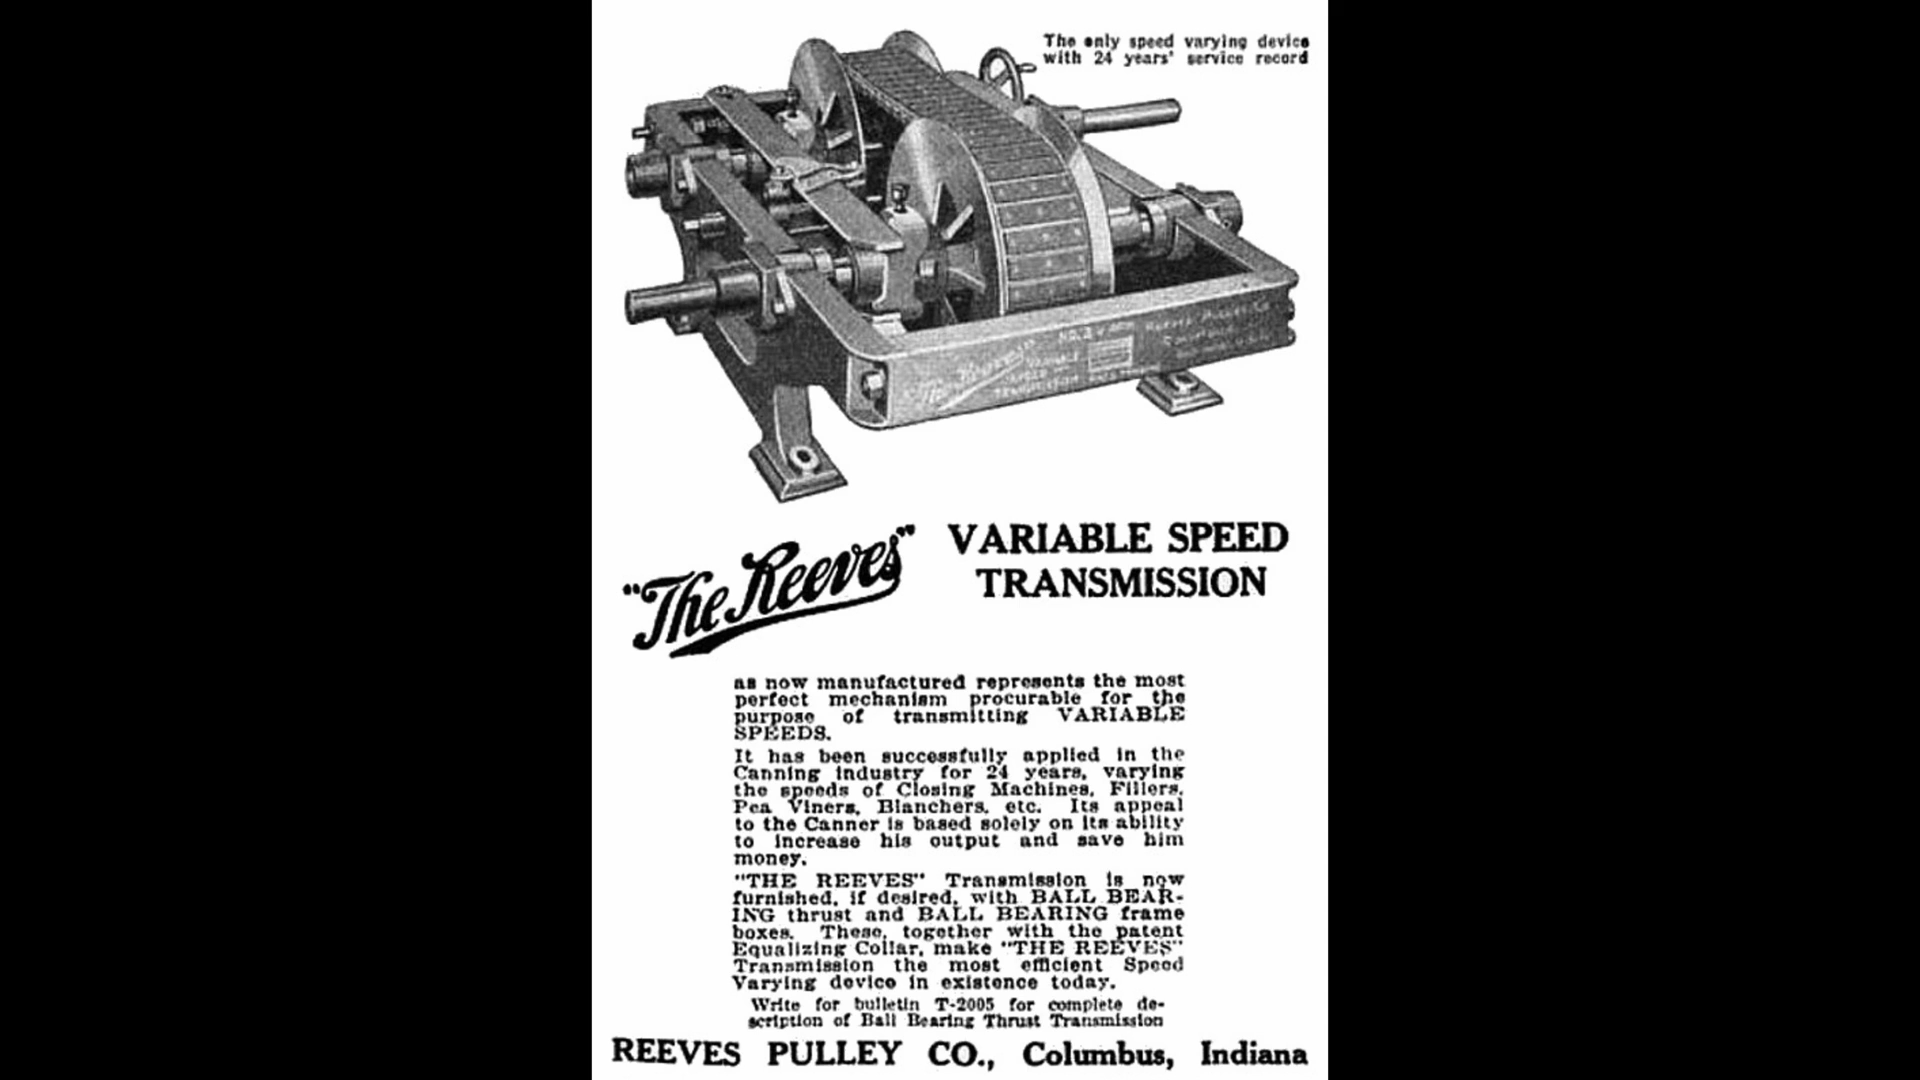 The only speed varying device
with 24 years' service record
"The Reeves"
VARIABLE SPEED
TRANSMISSION
as now manufactured represents the most
perfect mechanism procurable for the
purpose of transmitting VARIABLE
SPEEDS.
It has been successfully applied in the
Canning industry for 24 years, varying
the speeds of Closing Machines, Fillers,
Pea Viners, Blanchers, etc. Its appeal
to the Canner is based solely on its ability
to increase his output and save him
money.
"THE REEVES" Transmission is now
furnished, if desired, with BALL BEAR-
ING thrust and BALL BEARING frame
boxes. These, together with the patent
Equalizing Collar, make "THE REEVES"
Transmission the most efficient Speed
Varying device in existence today.
Write for bulletin T-2005 for complete de-
scription of Ball Bearing Thrust Transmission
REEVES PULLEY CO., Columbus, Indiana